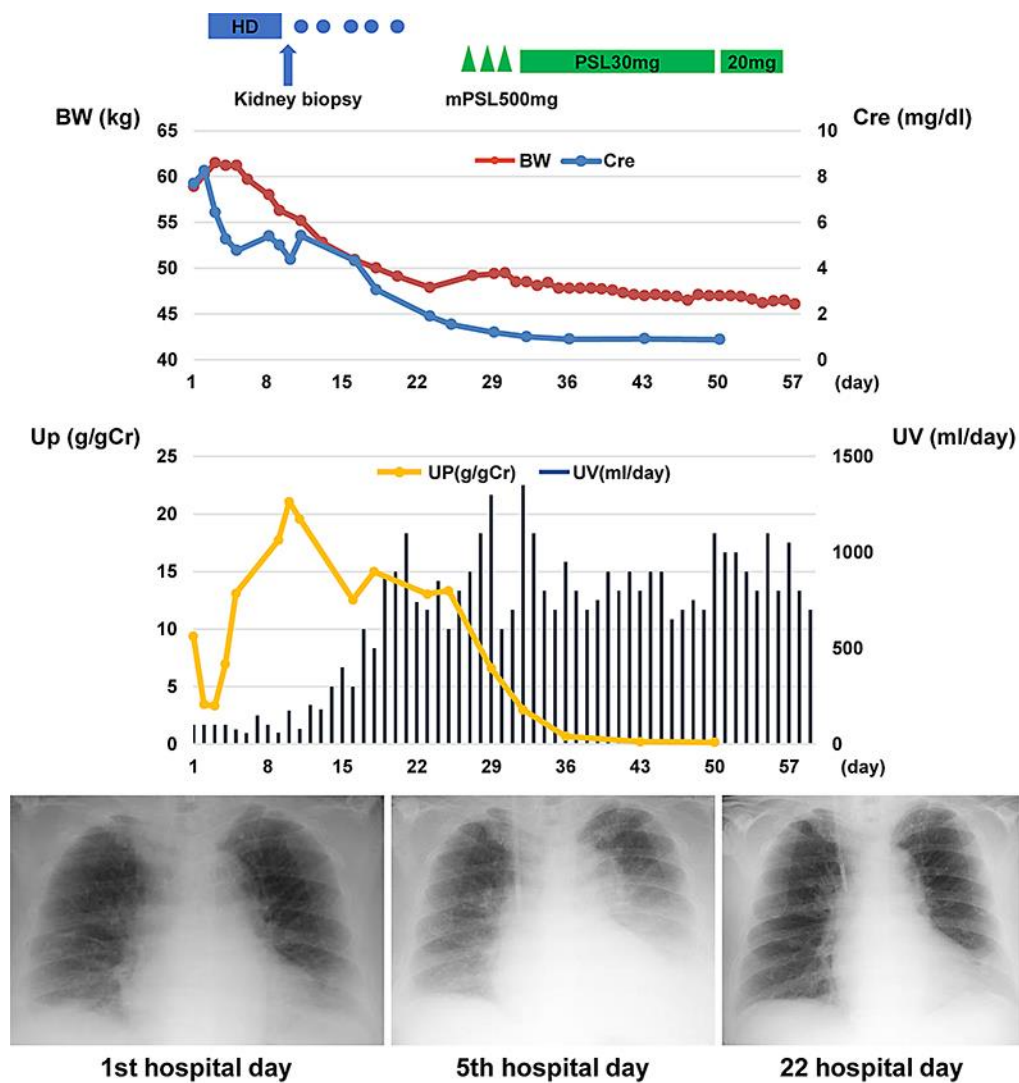 HD
PSL30mg 20mg
Kidney biopsy mPSL500mg
BW (kg) Cre (mg/dl)
65 10
BW Cre
60 8
55 6
50 4
45 2
40 0
1 8 15 22 29 36 43 50 57 (day)
Up (g/gCr) UV (ml/day)
25 1500
UP(g/gCr) UV(ml/day)
20
15 1000
10
500
5
0 0
1 8 15 22 29 36 43 50 57 (day)
1st hospital day 5th hospital day 22 hospital day